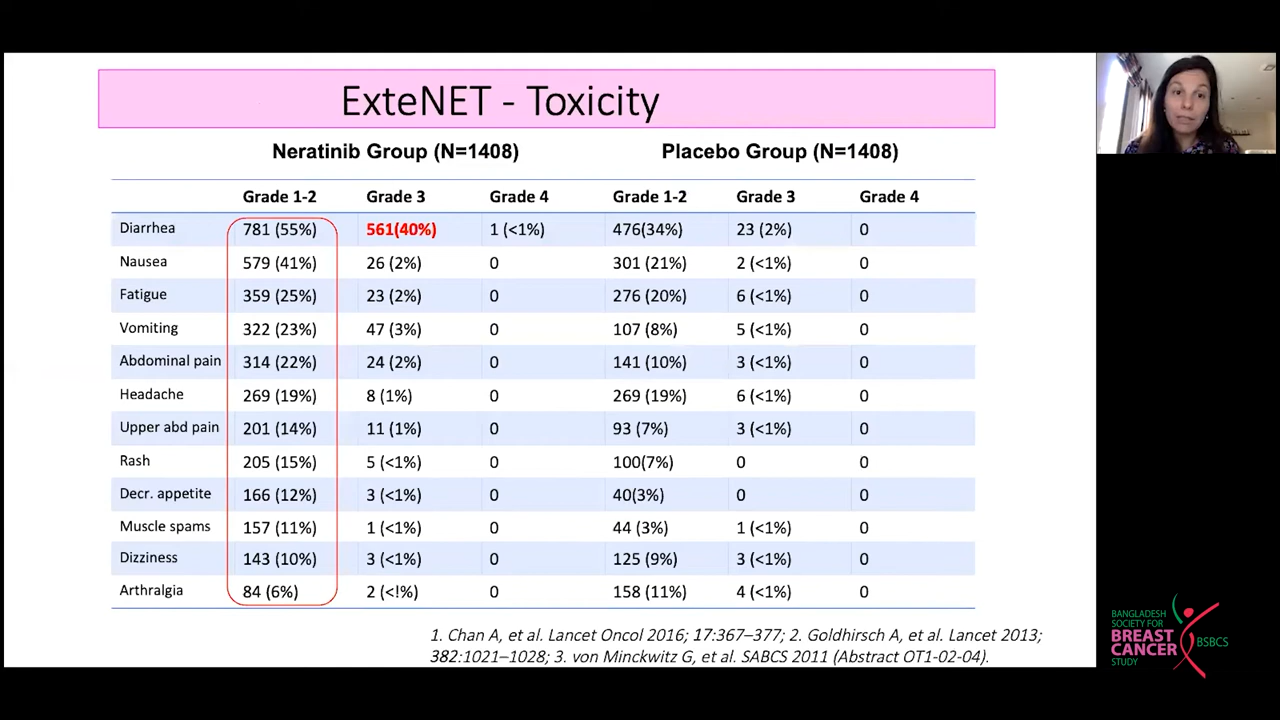 ExteNET - Toxicity
Neratinib Group (N=1408) Placebo Group (N=1408)
Grade 1-2 Grade 3 Grade 4 Grade 1-2 Grade 3 Grade 4
Diarrhea 781 (55%) 561(40%) 1 (<1%) 476(34%) 23 (2%) 0
Nausea 579 (41%) 26 (2%) 0 301 (21%) 2 (<1%) 0
Fatigue 359 (25%) 23 (2%) 0 276 (20%) 6 (<1%) 0
Vomiting 322 (23%) 47 (3%) 0 107 (8%) 5 (<1%) 0
Abdominal pain 314 (22%) 24 (2%) 0 141 (10%) 3 (<1%) 0
Headache 269 (19%) 8 (1%) 0 269 (19%) 6 (<1%) 0
Upper abd pain 201 (14%) 11 (1%) 0 93 (7%) 3 (<1%) 0
Rash 205 (15%) 5 (<1%) 0 100(7%) 0 0
Decr. appetite 166 (12%) 3 (<1%) 0 40(3%) 0 0
Muscle spams 157 (11%) 1 (<1%) 0 44 (3%) 1 (<1%) 0
Dizziness 143 (10%) 3 (<1%) 0 125 (9%) 3 (<1%) 0
Arthralgia 84 (6%) 2 (<!%) 0 158 (11%) 4 (<1%) 0
1. Chan A, et al. Lancet Oncol 2016; 17:367–377; 2. Goldhirsch A, et al. Lancet 2013;
382:1021–1028; 3. von Minckwitz G, et al. SABCS 2011 (Abstract OT1-02-04).
BANGLADESH
SOCIETY FOR
BREAST
CANCER
STUDY
BSBCS